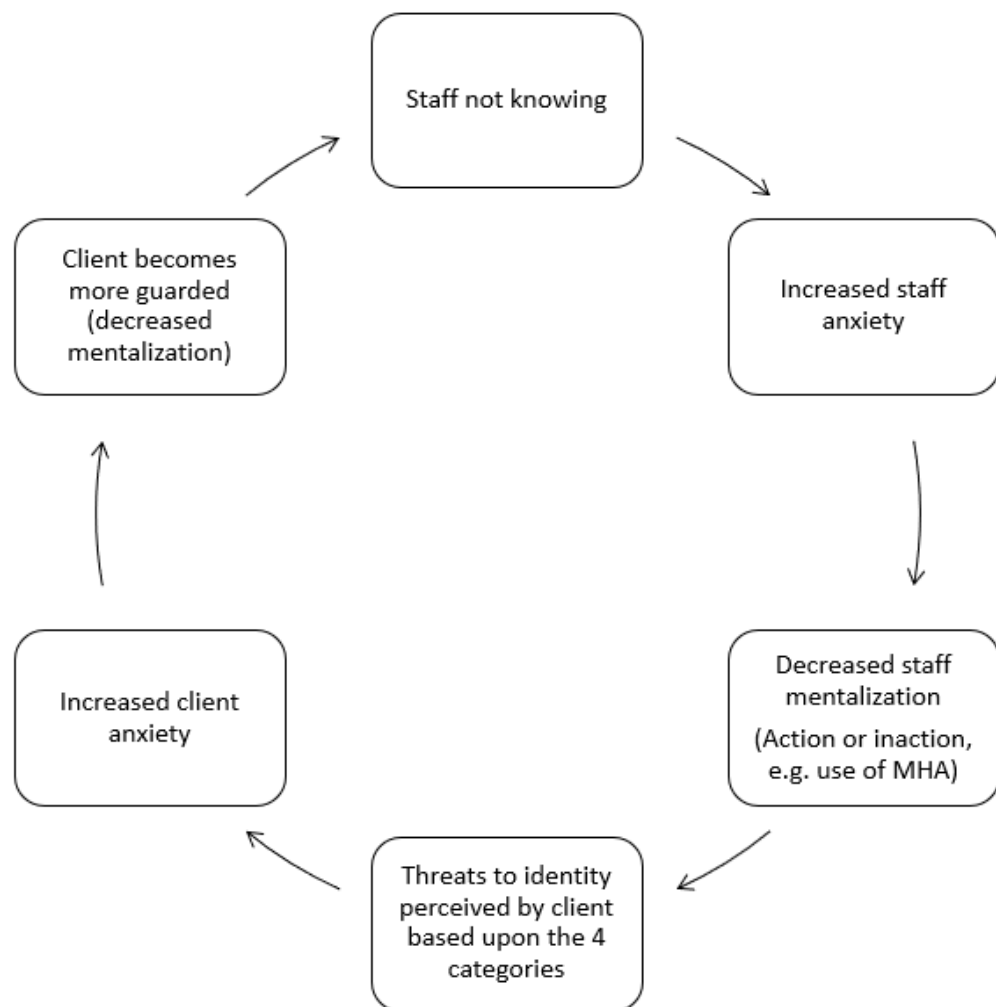 Staff not knowing
Increased staff
anxiety
Decreased staff
mentalization
(Action or inaction,
e.g. use of MHA)
Threats to identity
perceived by client
based upon the 4
categories
Increased client
anxiety
Client becomes
more guarded
(decreased
mentalization)